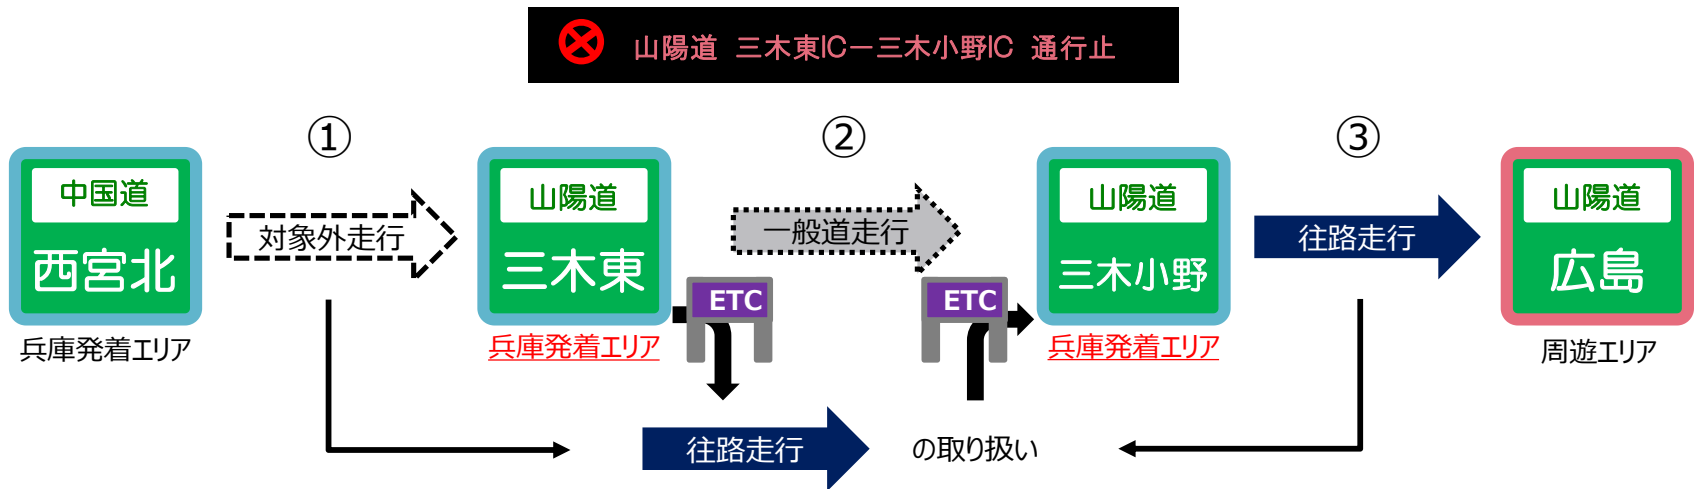 山陽道 三木東IC－三木小野IC 通行止
①
②
③
中国道
西宮北
兵庫発着エリア
対象外走行
山陽道
三木東
兵庫発着エリア
ETC
一般道走行
ETC
山陽道
三木小野
兵庫発着エリア
往路走行
山陽道
広島
周遊エリア
往路走行 の取り扱い